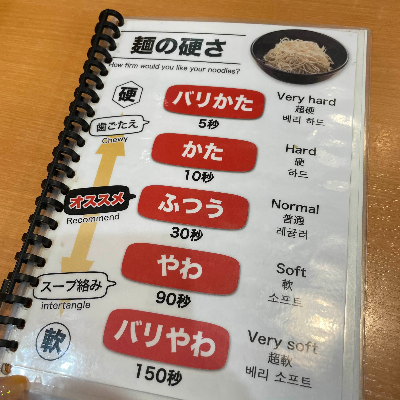 麺の硬さ
How firm would you like your noodles?
硬
歯ごたえ
Chewy
バリかた
5秒
Very hard
超硬
베리 하드
かた
10秒
Hard
硬
하드
オススメ
Recommend
ふつう
30秒
Normal
普通
레귤러
やわ
90秒
Soft
軟
소프트
スープ絡み
intertangle
軟
バリやわ
150秒
Very soft
超軟
베리 소프트